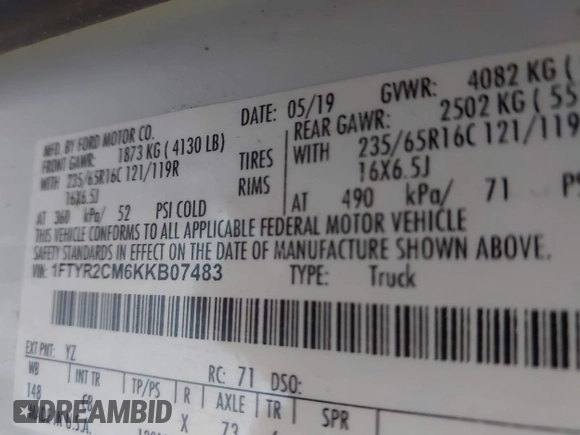 MFD. BY FORD MOTOR CO. DATE: 05/19 GVWR: 4082 KG (
FRONT GAWR: 1873 KG ( 4130 LB) REAR GAWR: 2502 KG ( 55
WITH 235/65R16C 121/119R TIRES WITH 235/65R16C 121/119
16X6.5J RIMS 16X6.5J
AT 360 kPa/ 52 PSI COLD AT 490 kPa/ 71 P
THIS VEHICLE CONFORMS TO ALL APPLICABLE FEDERAL MOTOR VEHICLE
SAFETY STANDARDS IN EFFECT ON THE DATE OF MANUFACTURE SHOWN ABOVE.
VIN: 1FTYR2CM6KKB07483 TYPE: Truck
EXT PNT: YZ RC: 71 DSO:
WB INT TR TP/PS R AXLE TR SPR
148 X 73
U.S.A.
DREAMBID